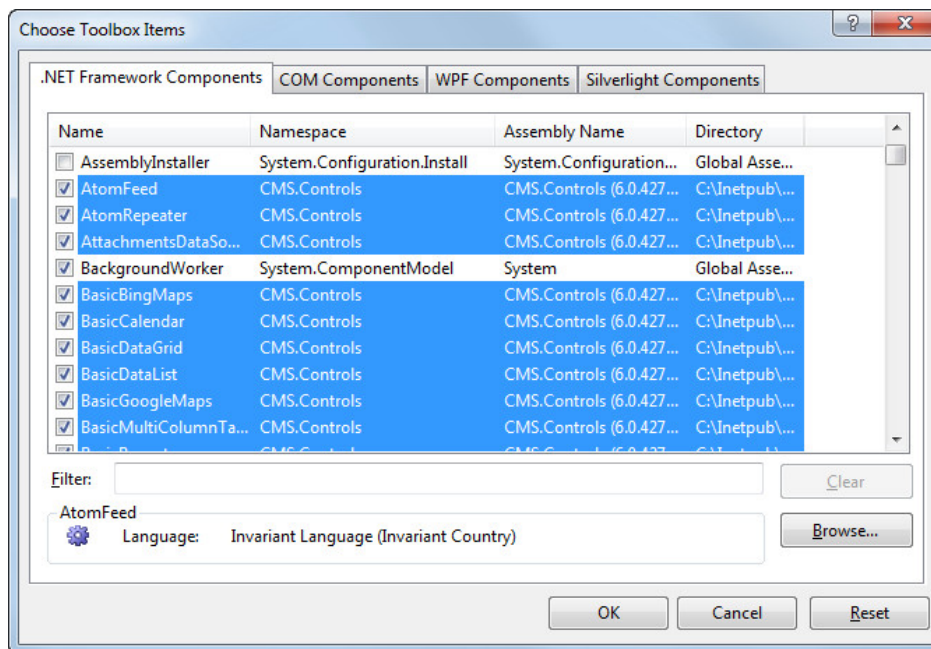 Choose Toolbox Items
.NET Framework Components COM Components WPF Components Silverlight Components
Name Namespace Assembly Name Directory
AssemblyInstaller System.Configuration.Install System.Configuration... Global Asse...
AtomFeed CMS.Controls CMS.Controls (6.0.427... C:\Inetpub\...
AtomRepeater CMS.Controls CMS.Controls (6.0.427... C:\Inetpub\...
AttachmentsDataSo... CMS.Controls CMS.Controls (6.0.427... C:\Inetpub\...
BackgroundWorker System.ComponentModel System Global Asse...
BasicBingMaps CMS.Controls CMS.Controls (6.0.427... C:\Inetpub\...
BasicCalendar CMS.Controls CMS.Controls (6.0.427... C:\Inetpub\...
BasicDataGrid CMS.Controls CMS.Controls (6.0.427... C:\Inetpub\...
BasicDataList CMS.Controls CMS.Controls (6.0.427... C:\Inetpub\...
BasicGoogleMaps CMS.Controls CMS.Controls (6.0.427... C:\Inetpub\...
BasicMultiColumnTa... CMS.Controls CMS.Controls (6.0.427... C:\Inetpub\...
Filter: Clear
AtomFeed
Language: Invariant Language (Invariant Country) Browse...
OK Cancel Reset